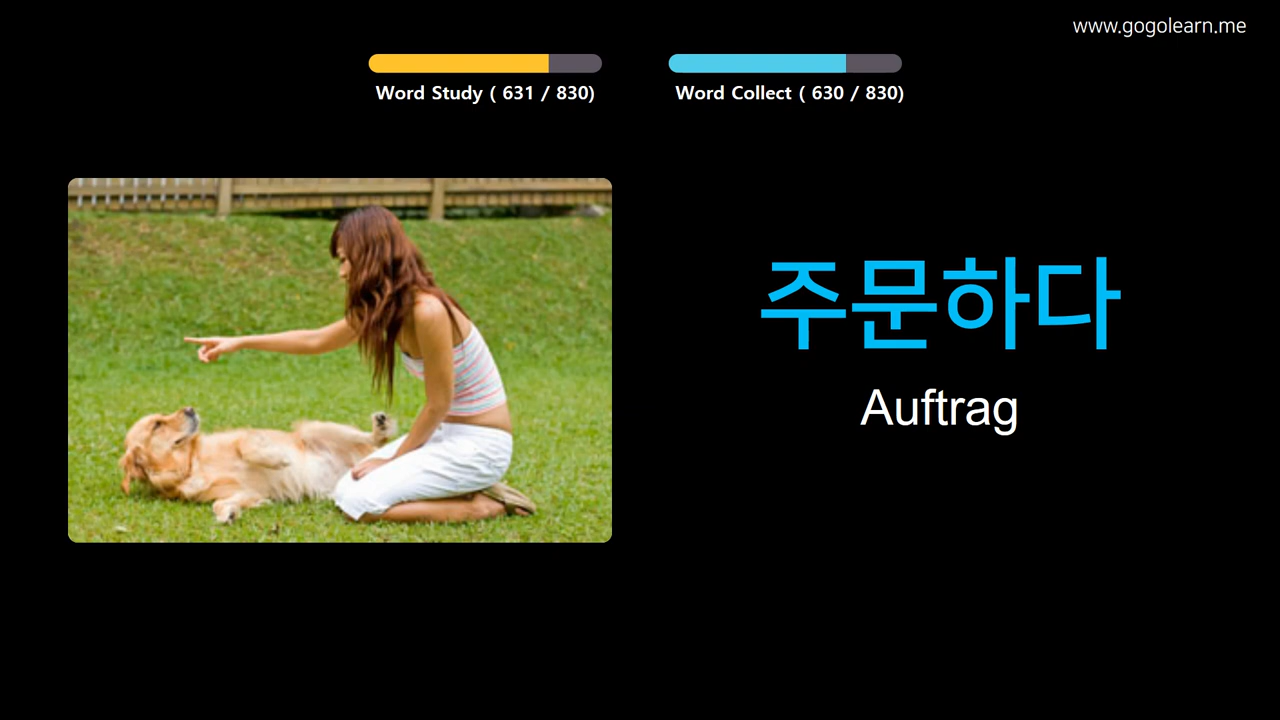 www.gogolearn.me
Word Study ( 631 / 830)
Word Collect ( 630 / 830)
주문하다
Auftrag